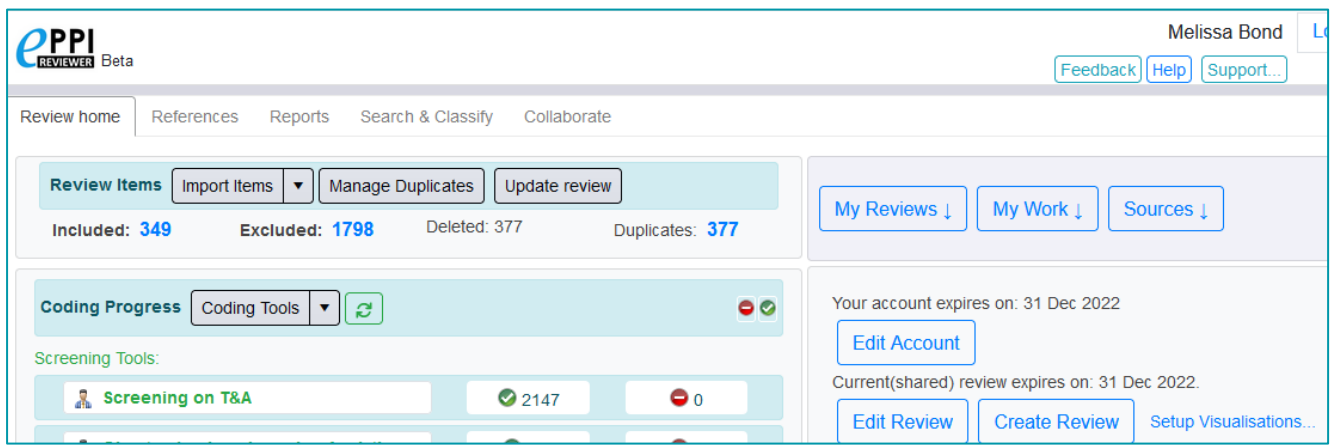 ePPI
REVIEWER Beta
Melissa Bond
Feedback Help Support...
Review home References Reports Search & Classify Collaborate
Review Items Import Items Manage Duplicates Update review
Included: 349 Excluded: 1798 Deleted: 377 Duplicates: 377
My Reviews ↓ My Work ↓ Sources ↓
Coding Progress Coding Tools
Screening Tools:
Screening on T&A 2147 0
Your account expires on: 31 Dec 2022
Edit Account
Current(shared) review expires on: 31 Dec 2022.
Edit Review Create Review Setup Visualisations...